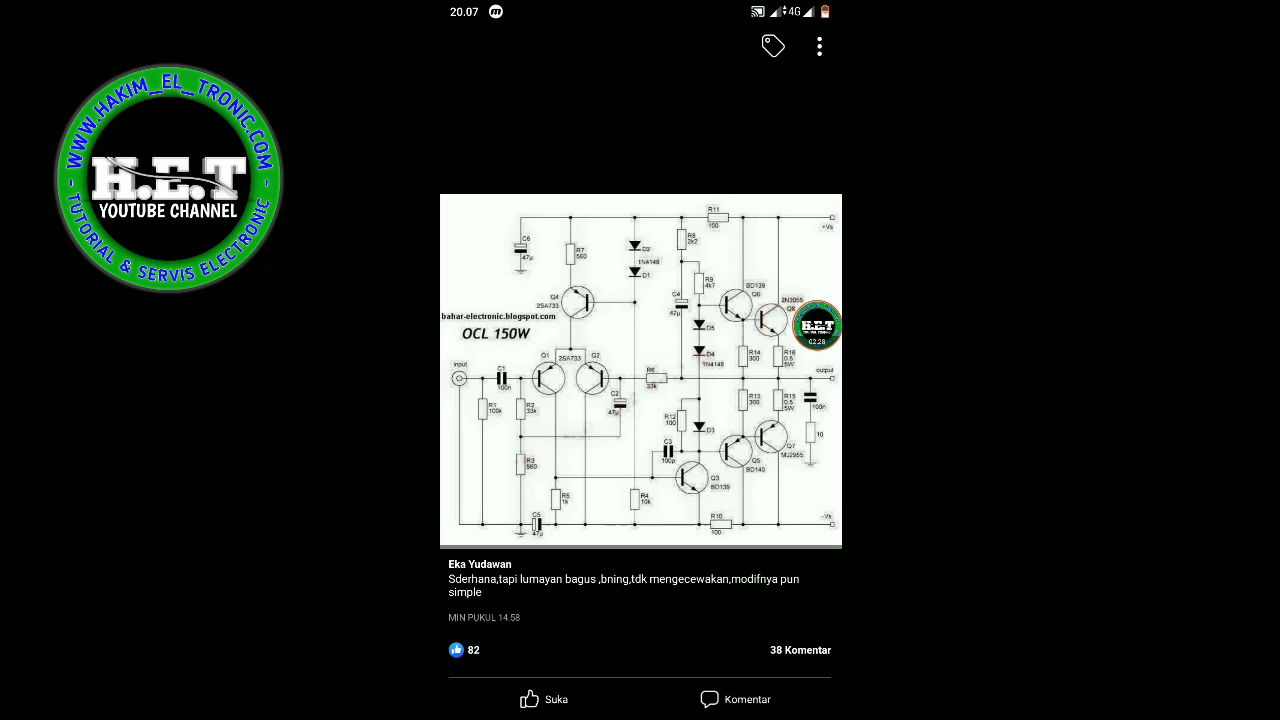 20.07
4G
WWW.HAKIM_EL_TRONIC.COM
H.E.T
YOUTUBE CHANNEL
- TUTORIAL & SERVIS ELECTRONIC -
R11
100
+Vs
C6
47µ
R7
560
D2
1N4148
D1
R8
2k2
R9
4k7
BD139
Q6
2N3055
Q8
Q4
2SA733
C4
47µ
bahar-electronic.blogspot.com
OCL 150W
D5
02:28
D4
1N4148
R14
300
R16
0.5
5W
input
C1
100n
Q1
2SA733
Q2
R6
33k
output
R1
100k
R2
33k
C2
47µ
R13
300
R15
0.5
5W
100n
R12
100
D3
10
C3
100p
Q7
MJ2955
Q5
BD140
R3
560
Q3
BD139
R5
1k
R4
10k
C5
47µ
R10
100
-Vs
Eka Yudawan
Sderhana,tapi lumayan bagus ,bning,tdk mengecewakan,modifnya pun
simple
MIN PUKUL 14.58
82
38 Komentar
Suka
Komentar